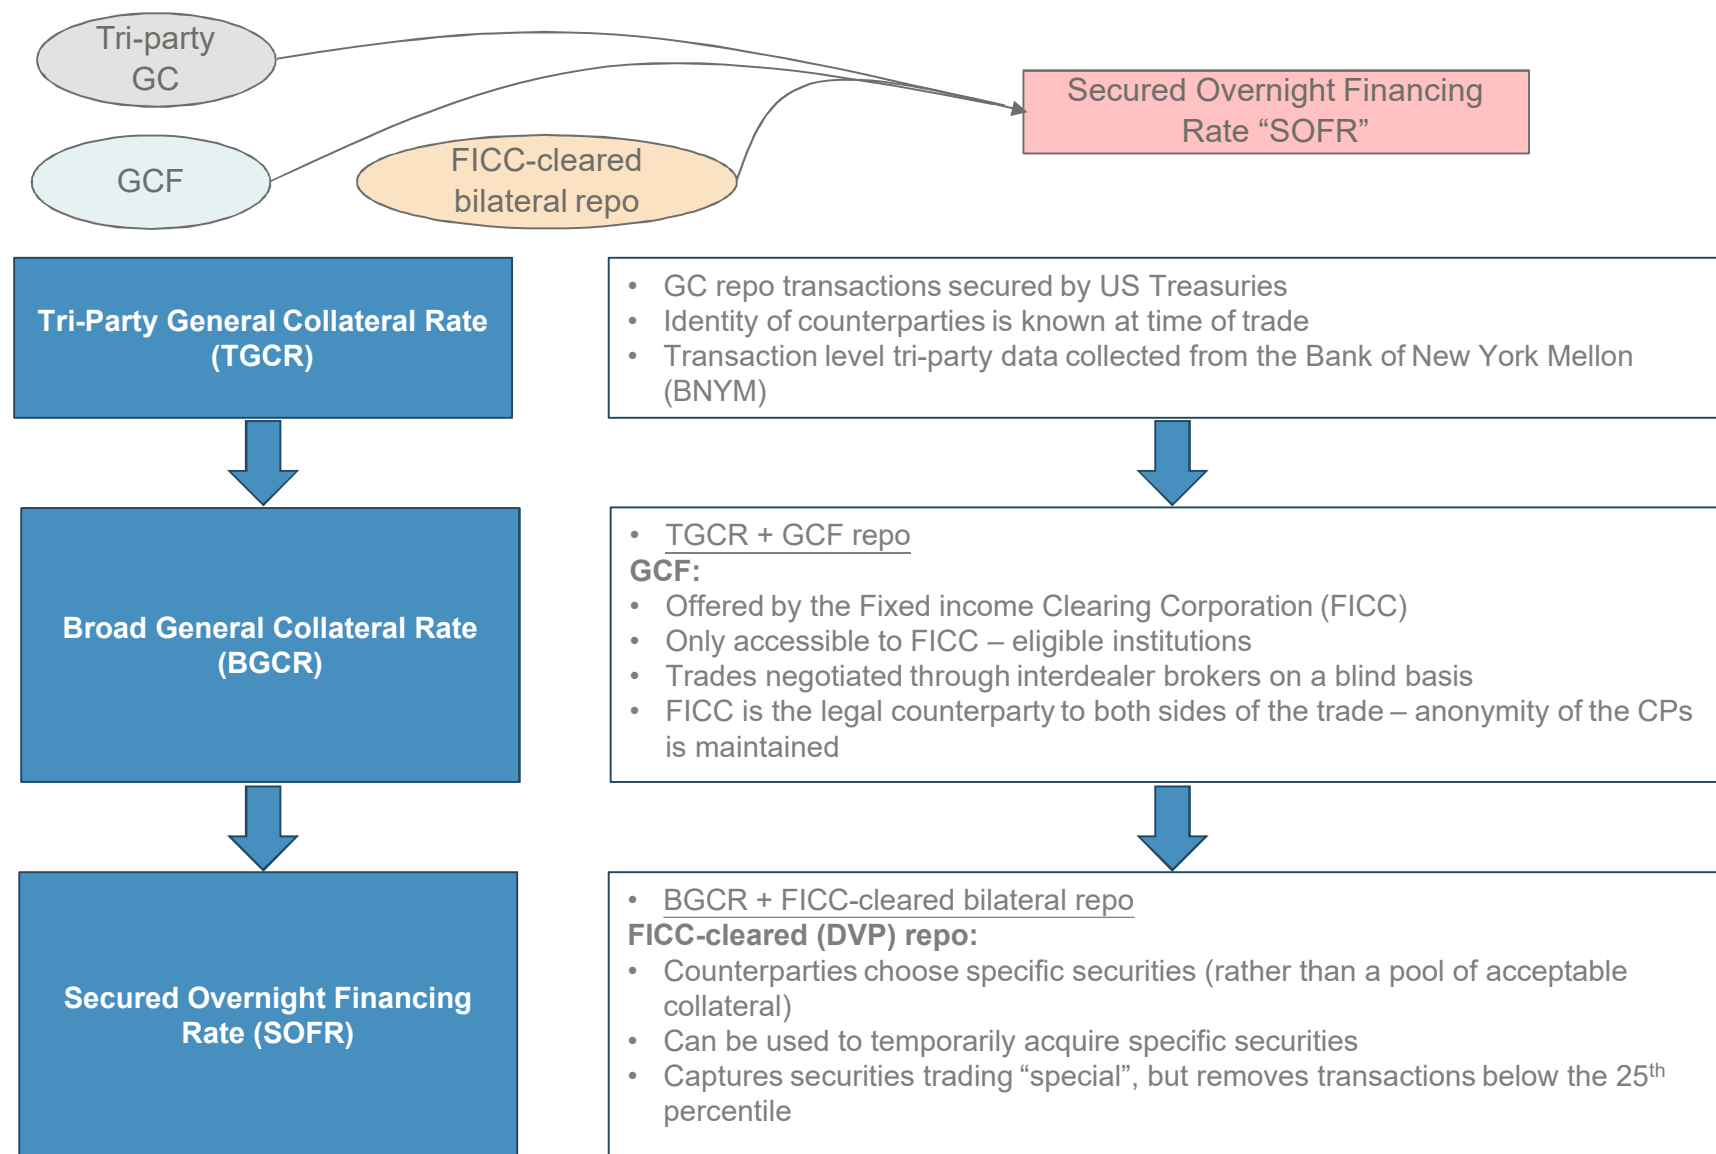 Tri-party
GC
Secured Overnight Financing
Rate “SOFR”
GCF
FICC-cleared
bilateral repo
Tri-Party General Collateral Rate
(TGCR)
• GC repo transactions secured by US Treasuries
• Identity of counterparties is known at time of trade
• Transaction level tri-party data collected from the Bank of New York Mellon
(BNYM)
Broad General Collateral Rate
(BGCR)
• TGCR + GCF repo
GCF:
• Offered by the Fixed income Clearing Corporation (FICC)
• Only accessible to FICC – eligible institutions
• Trades negotiated through interdealer brokers on a blind basis
• FICC is the legal counterparty to both sides of the trade – anonymity of the CPs
is maintained
Secured Overnight Financing
Rate (SOFR)
• BGCR + FICC-cleared bilateral repo
FICC-cleared (DVP) repo:
• Counterparties choose specific securities (rather than a pool of acceptable
collateral)
• Can be used to temporarily acquire specific securities
• Captures securities trading “special”, but removes transactions below the 25th
percentile